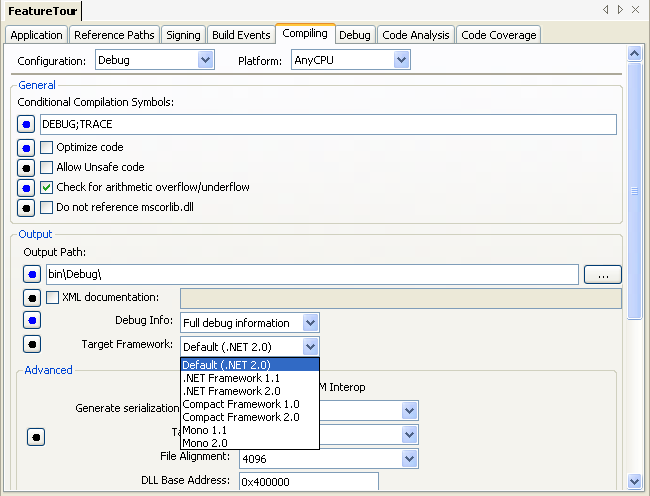 FeatureTour
Application Reference Paths Signing Build Events Compiling Debug Code Analysis Code Coverage
Configuration: Debug Platform: AnyCPU
General
Conditional Compilation Symbols:
DEBUG;TRACE
Optimize code
Allow Unsafe code
Check for arithmetic overflow/underflow
Do not reference mscorlib.dll
Output
Output Path:
bin\Debug\ ...
XML documentation:
Debug Info: Full debug information
Target Framework: Default (.NET 2.0)
Default (.NET 2.0)
Advanced
.NET Framework 1.1
M Interop
.NET Framework 2.0
Generate serialization
Compact Framework 1.0
Compact Framework 2.0
Mono 1.1
Mono 2.0
File Alignment: 4096
DLL Base Address: 0x400000